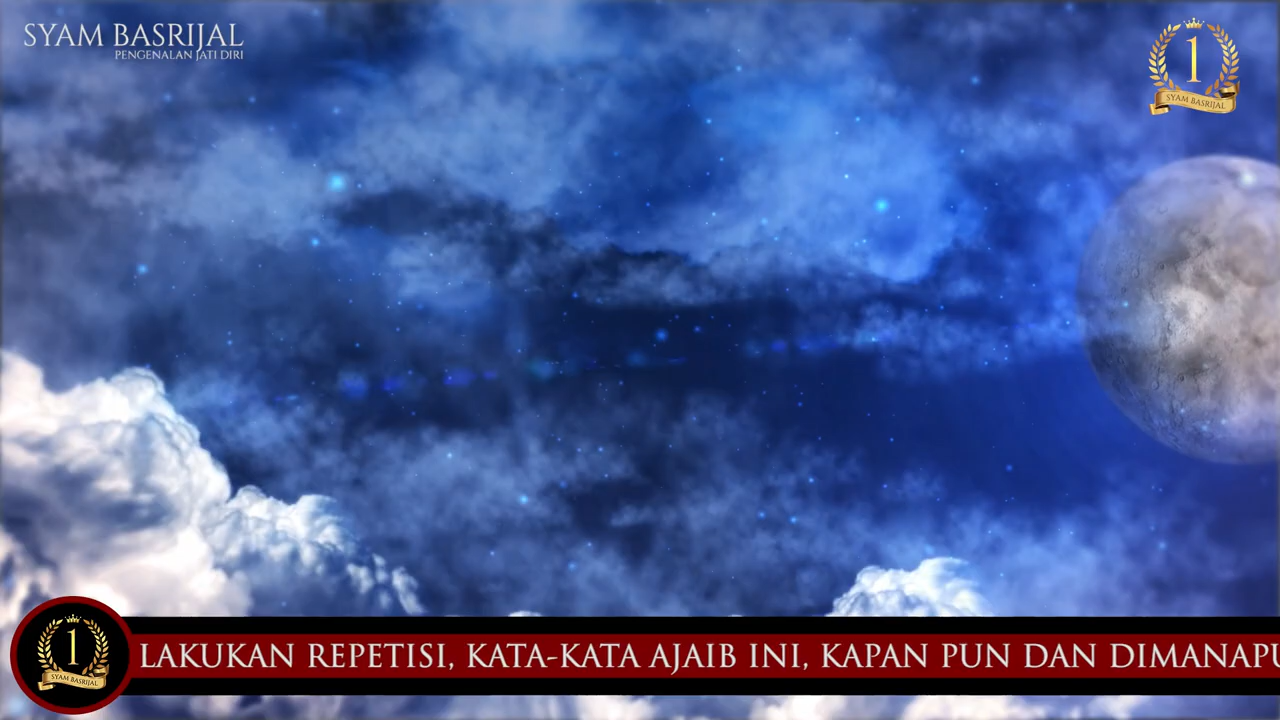 SYAM BASRIJAL
PENGENALAN JATI DIRI
1
SYAM BASRIJAL
1
SYAM BASRIJAL
LAKUKAN REPETISI, KATA-KATA AJAIB INI, KAPAN PUN DAN DIMANAPU